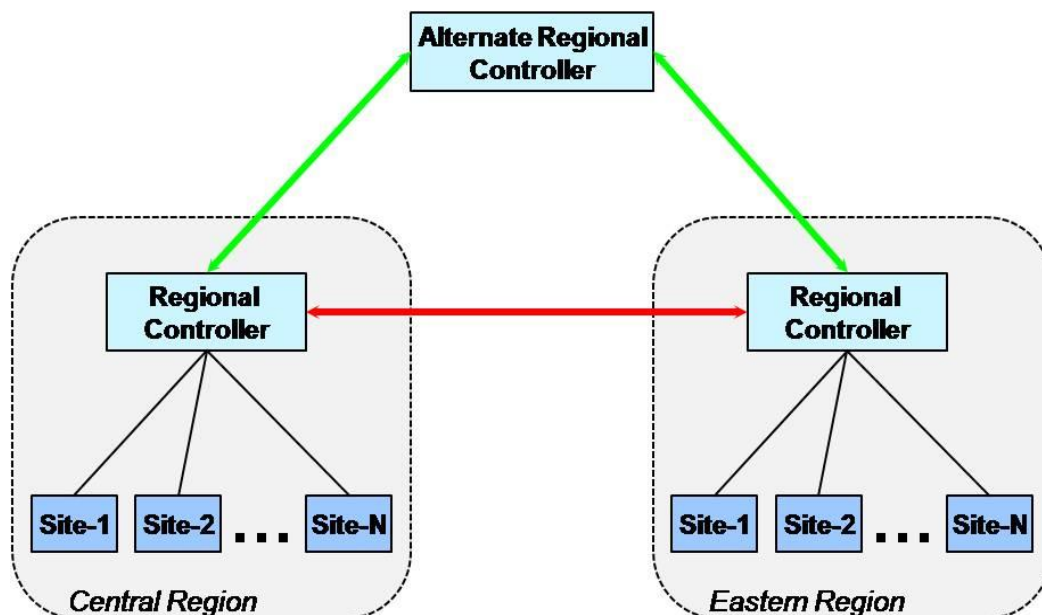 Alternate Regional
Controller
Regional
Controller
Regional
Controller
Site-1 Site-2 ... Site-N
Site-1 Site-2 ... Site-N
Central Region
Eastern Region